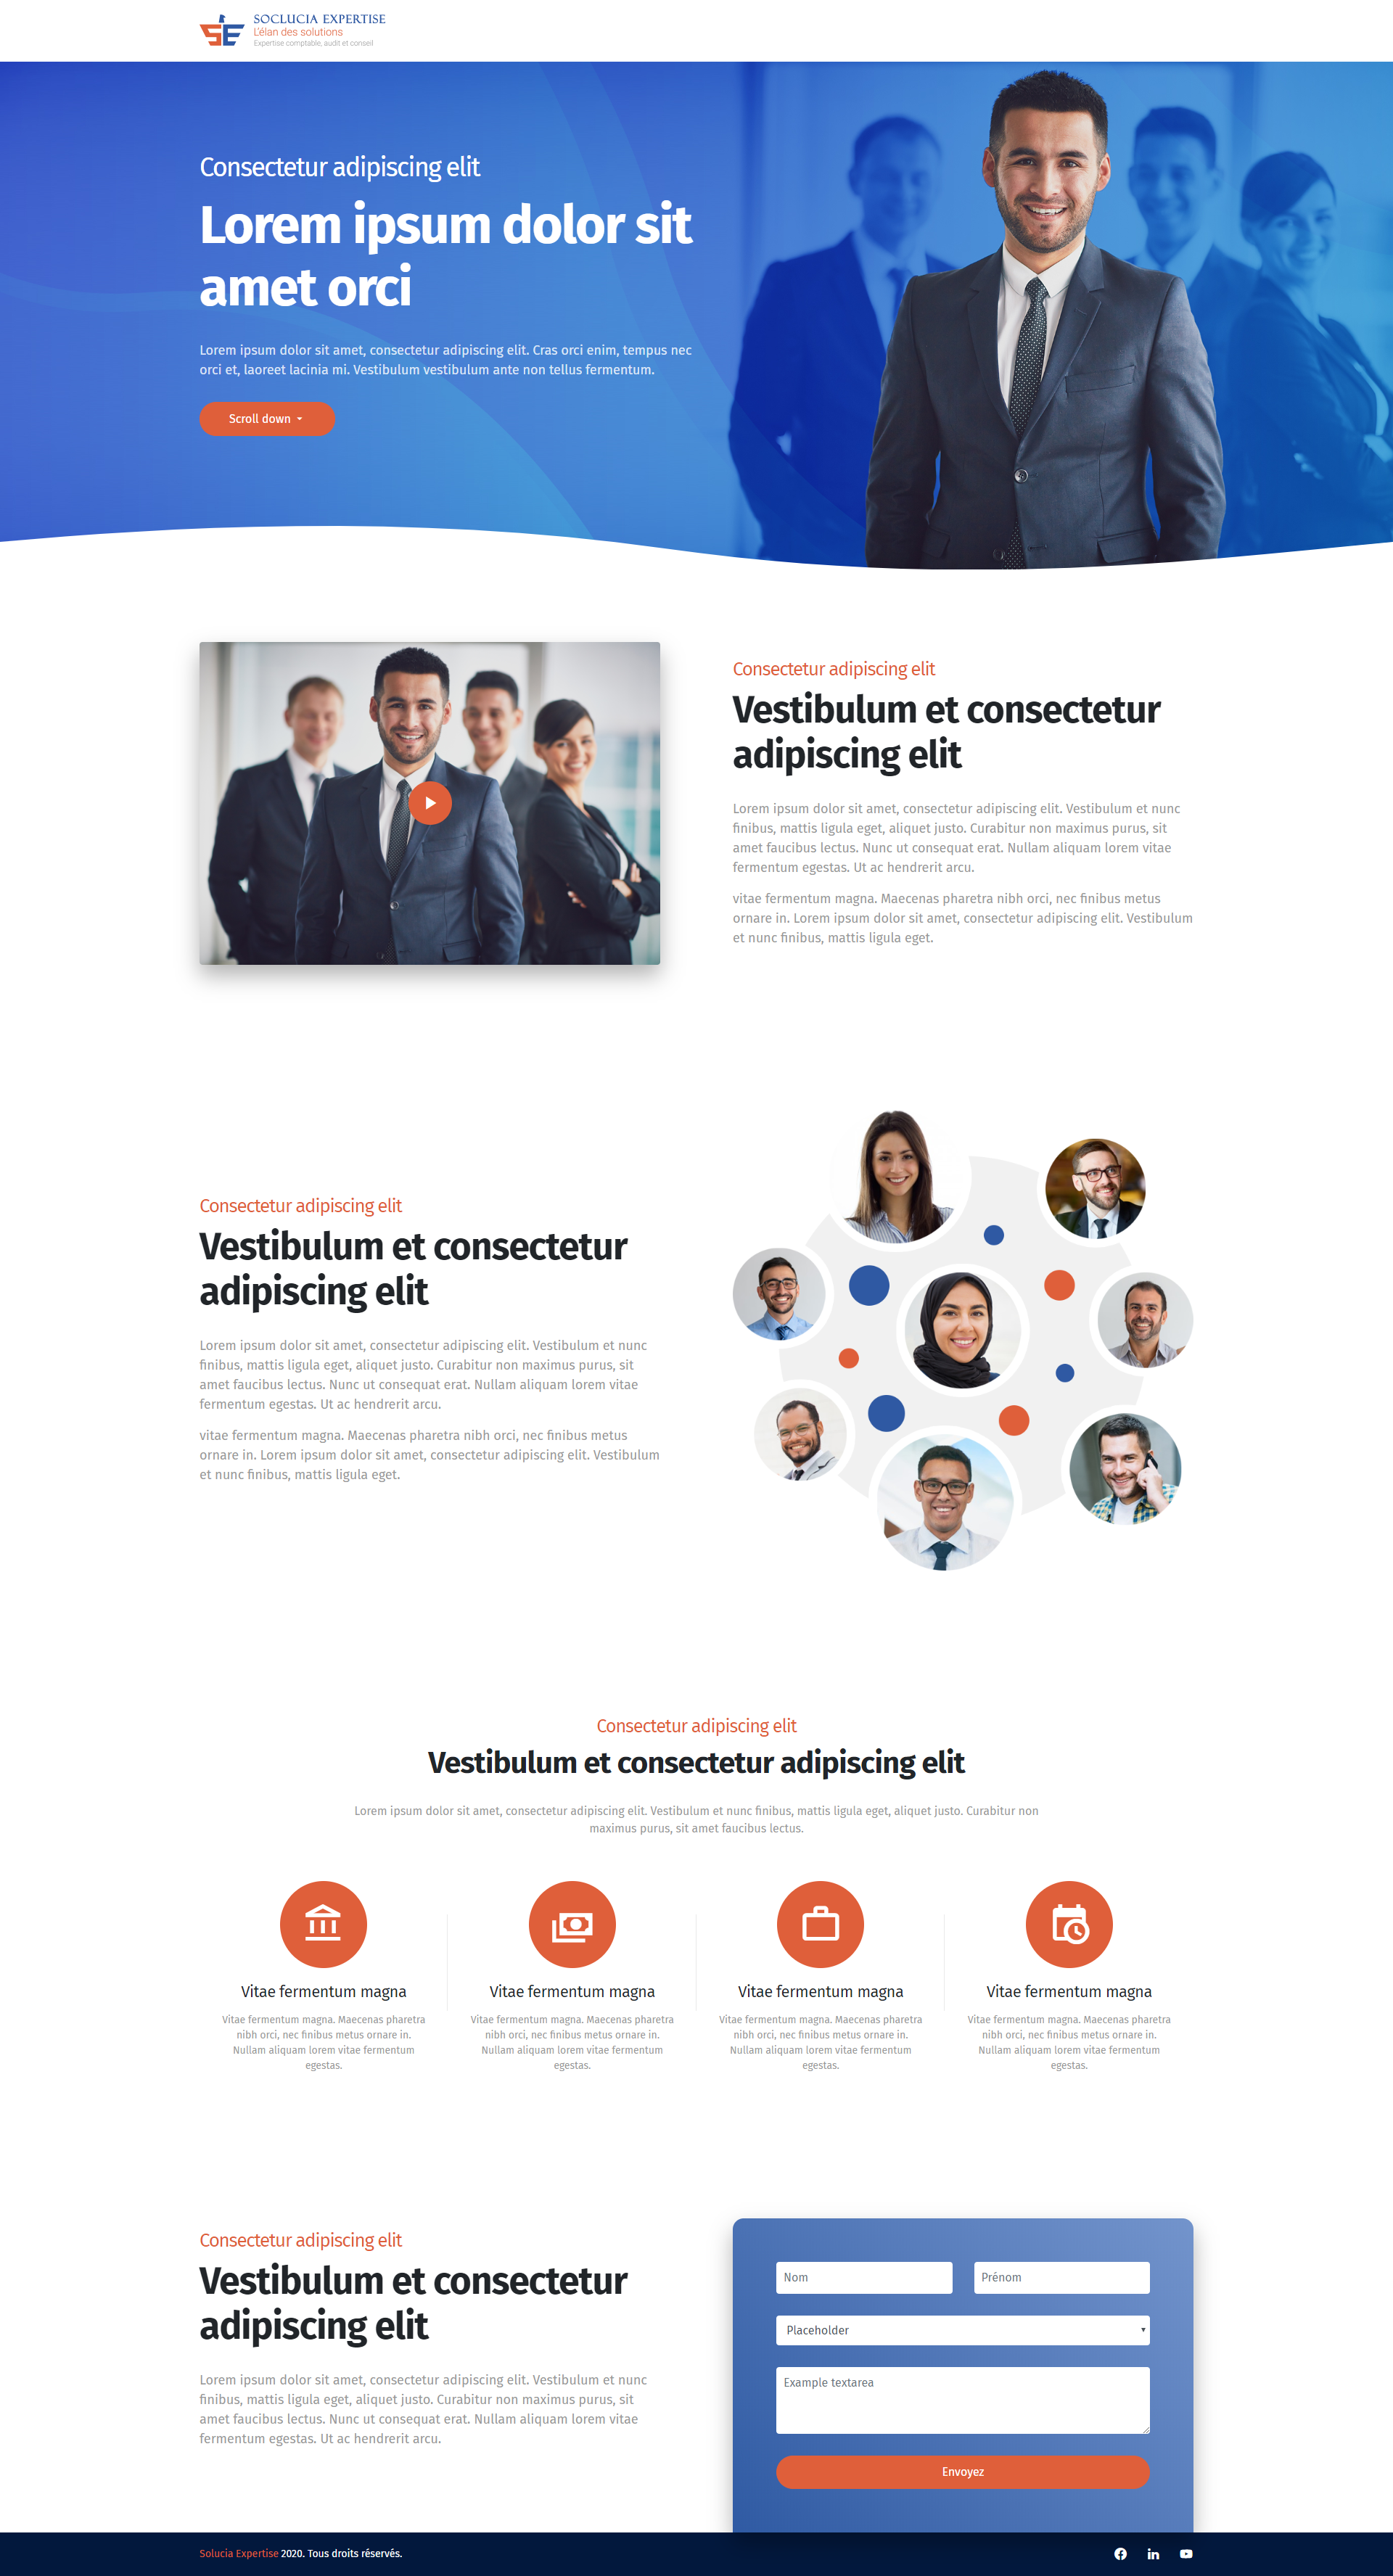 SOCLUCIA EXPERTISE
L'élan des solutions
Expertise comptable, audit et conseil
Consectetur adipiscing elit
Lorem ipsum dolor sit
amet orci
Lorem ipsum dolor sit amet, consectetur adipiscing elit. Cras orci enim, tempus nec
orci et, laoreet lacinia mi. Vestibulum vestibulum ante non tellus fermentum.
Scroll down
Consectetur adipiscing elit
Vestibulum et consectetur
adipiscing elit
Lorem ipsum dolor sit amet, consectetur adipiscing elit. Vestibulum et nunc
finibus, mattis ligula eget, aliquet justo. Curabitur non maximus purus, sit
amet faucibus lectus. Nunc ut consequat erat. Nullam aliquam lorem vitae
fermentum egestas. Ut ac hendrerit arcu.
vitae fermentum magna. Maecenas pharetra nibh orci, nec finibus metus
ornare in. Lorem ipsum dolor sit amet, consectetur adipiscing elit. Vestibulum
et nunc finibus, mattis ligula eget.
Consectetur adipiscing elit
Vestibulum et consectetur
adipiscing elit
Lorem ipsum dolor sit amet, consectetur adipiscing elit. Vestibulum et nunc
finibus, mattis ligula eget, aliquet justo. Curabitur non maximus purus, sit
amet faucibus lectus. Nunc ut consequat erat. Nullam aliquam lorem vitae
fermentum egestas. Ut ac hendrerit arcu.
vitae fermentum magna. Maecenas pharetra nibh orci, nec finibus metus
ornare in. Lorem ipsum dolor sit amet, consectetur adipiscing elit. Vestibulum
et nunc finibus, mattis ligula eget.
Consectetur adipiscing elit
Vestibulum et consectetur adipiscing elit
Lorem ipsum dolor sit amet, consectetur adipiscing elit. Vestibulum et nunc finibus, mattis ligula eget, aliquet justo. Curabitur non
maximus purus, sit amet faucibus lectus.
Vitae fermentum magna
Vitae fermentum magna. Maecenas pharetra
nibh orci, nec finibus metus ornare in.
Nullam aliquam lorem vitae fermentum
egestas.
Vitae fermentum magna
Vitae fermentum magna. Maecenas pharetra
nibh orci, nec finibus metus ornare in.
Nullam aliquam lorem vitae fermentum
egestas.
Vitae fermentum magna
Vitae fermentum magna. Maecenas pharetra
nibh orci, nec finibus metus ornare in.
Nullam aliquam lorem vitae fermentum
egestas.
Vitae fermentum magna
Vitae fermentum magna. Maecenas pharetra
nibh orci, nec finibus metus ornare in.
Nullam aliquam lorem vitae fermentum
egestas.
Consectetur adipiscing elit
Vestibulum et consectetur
adipiscing elit
Lorem ipsum dolor sit amet, consectetur adipiscing elit. Vestibulum et nunc
finibus, mattis ligula eget, aliquet justo. Curabitur non maximus purus, sit
amet faucibus lectus. Nunc ut consequat erat. Nullam aliquam lorem vitae
fermentum egestas. Ut ac hendrerit arcu.
Nom
Prénom
Placeholder
Example textarea
Envoyez
Solucia Expertise 2020. Tous droits réservés.